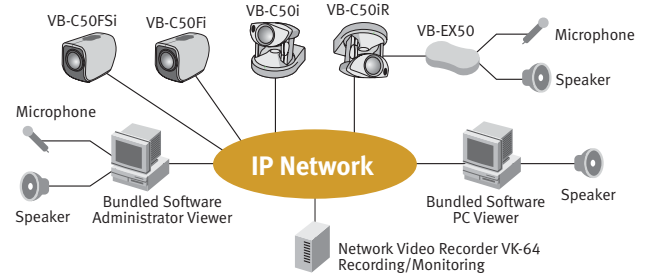 VB-C50FSi
VB-C50Fi
VB-C50i
VB-C50iR
VB-EX50
Microphone
Speaker
Microphone
IP Network
Speaker
Bundled Software
Administrator Viewer
Bundled Software
PC Viewer
Speaker
Network Video Recorder VK-64
Recording/Monitoring